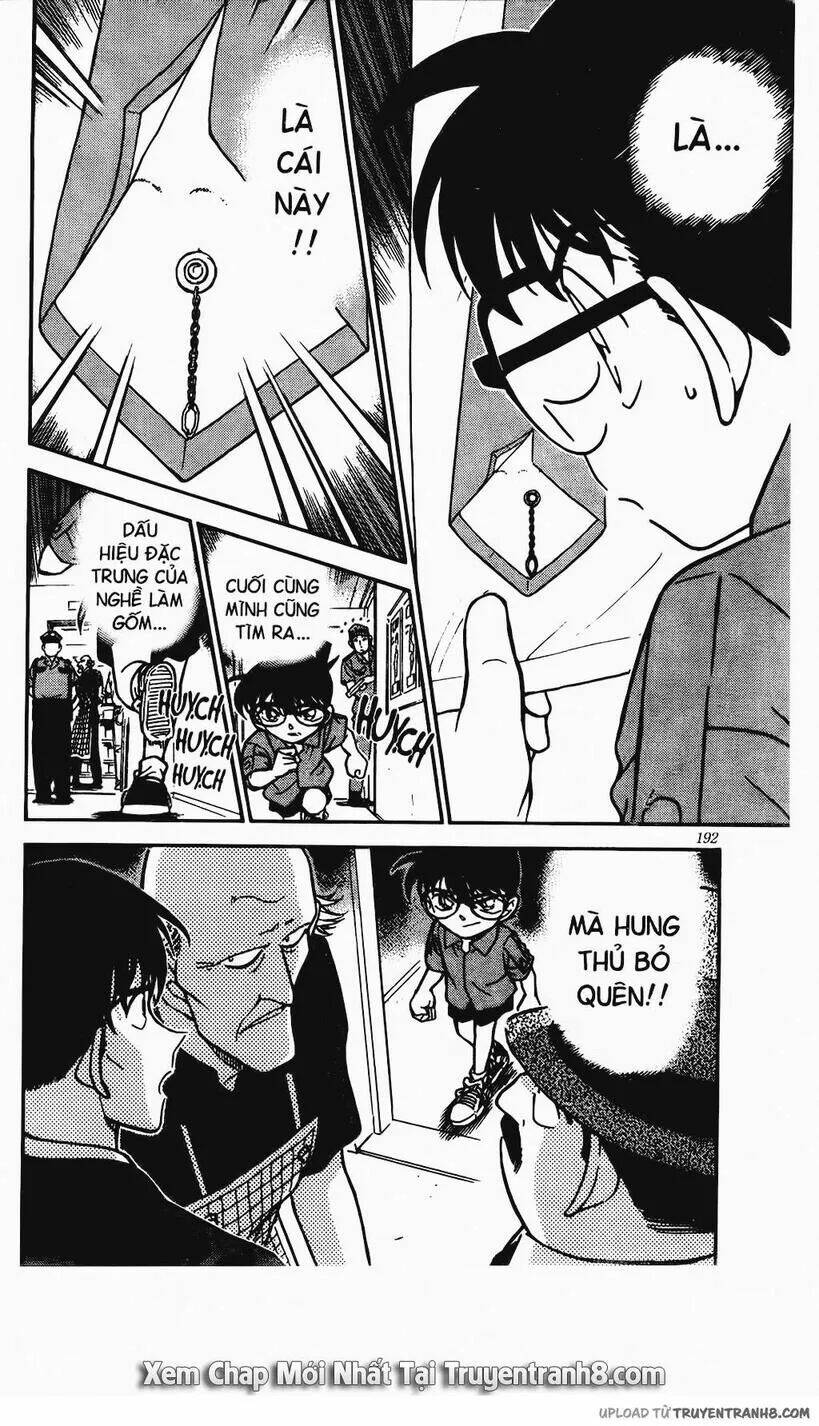 LÀ...
LÀ
CÁI
NÀY
!!
CUỐI CÙNG
MÌNH CŨNG
TÌM RA...
HUỴCH
DẤU
HIỆU ĐẶC
TRƯNG CỦA
NGHỀ LÀM
GỐM...
HUỴCH
HUỴCH
HUỴCH
192
MÀ HUNG
THỦ BỎ
QUÊN!!
Xem Chap Mới Nhất Tại Truyentranh8.com
UPLOAD TỪ TRUYENTRANH8.COM